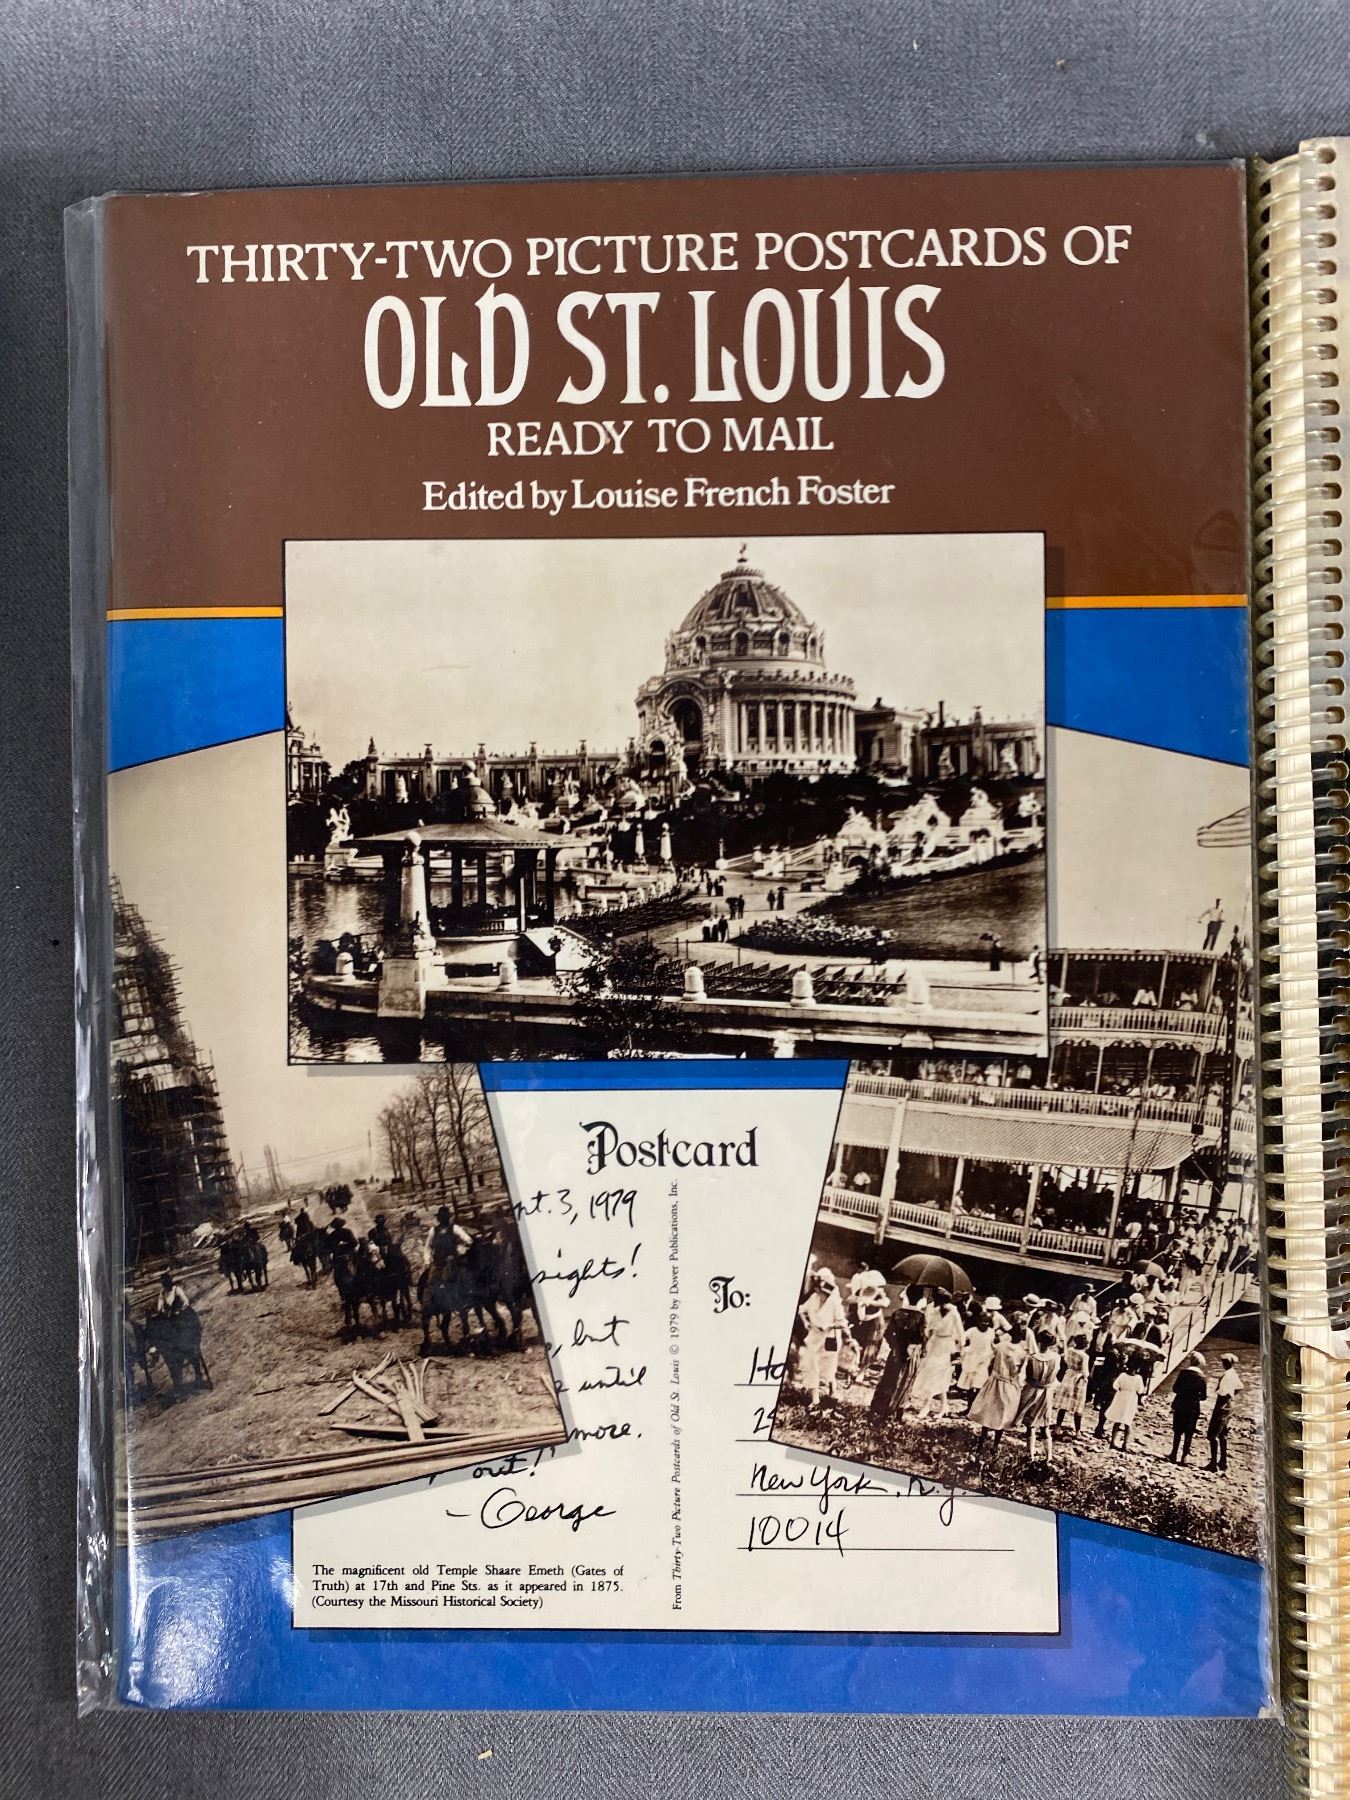 THIRTY-TWO PICTURE POSTCARDS OF
OLD ST. LOUIS
READY TO MAIL
Edited by Louise French Foster
Postcard
3, 1979
sights!
but
until
more.
out!"
- George
The magnificent old Temple Shaare Emeth (Gates of
Truth) at 17th and Pine Sts. as it appeared in 1875.
(Courtesy the Missouri Historical Society)
From Thirty-Two Picture Postcards of Old St. Louis © 1979 by Dover Publications, Inc.
To:
New York, N.Y.
10014